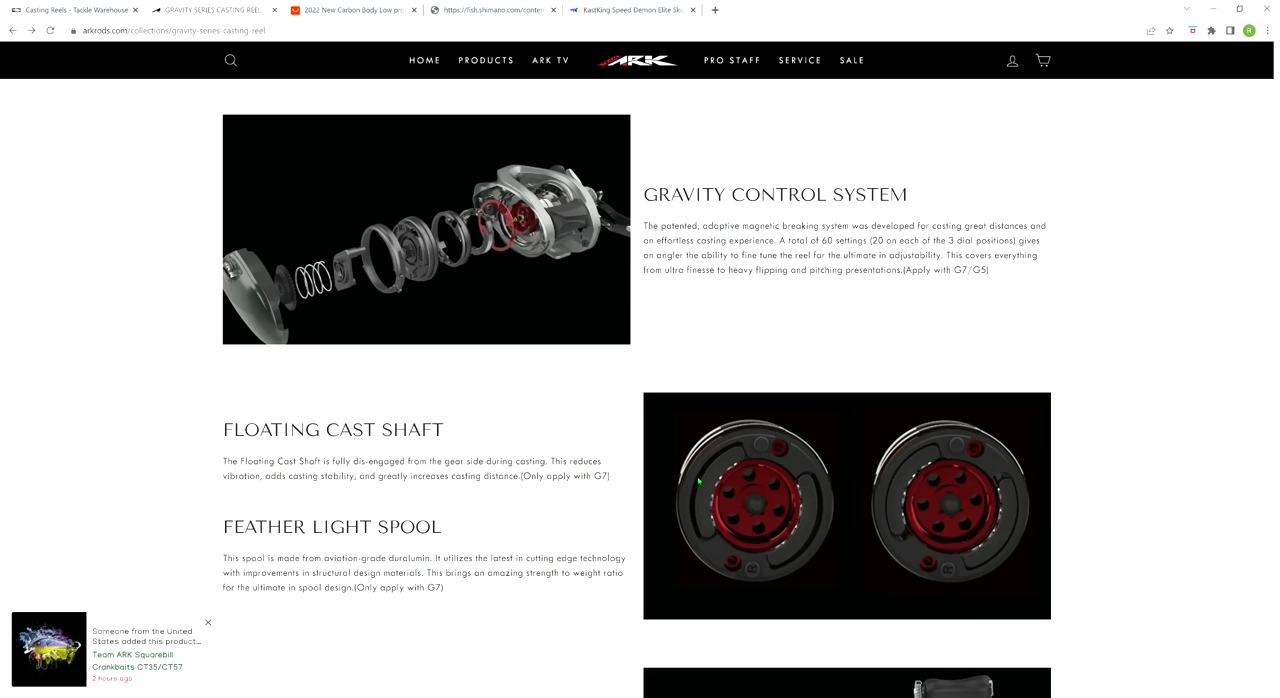 Casting Reels - Tackle Warehouse
GRAVITY SERIES CASTING REEL
2022 New Carbon Body Low pro
https://fish.shimano.com/conten
KastKing Speed Demon Elite Sk
arkrods.com/collections/gravity-series-casting-reel
R
HOME PRODUCTS ARK TV ARK PRO STAFF SERVICE SALE
GRAVITY CONTROL SYSTEM
The patented, adaptive magnetic breaking system was developed for casting great distances and
an effortless casting experience. A total of 60 settings (20 on each of the 3 dial positions) gives
an angler the ability to fine tune the reel for the ultimate in adjustability. This covers everything
from ultra finesse to heavy flipping and pitching presentations.(Apply with G7/G5)
FLOATING CAST SHAFT
The Floating Cast Shaft is fully dis-engaged from the gear side during casting. This reduces
vibration, adds casting stability, and greatly increases casting distance.(Only apply with G7)
FEATHER LIGHT SPOOL
This spool is made from aviation-grade duralumin. It utilizes the latest in cutting edge technology
with improvements in structural design materials. This brings an amazing strength to weight ratio
for the ultimate in spool design.(Only apply with G7)
Someone from the United
States added this product...
Team ARK Squarebill
Crankbaits CT35/CT57
2 hours ago